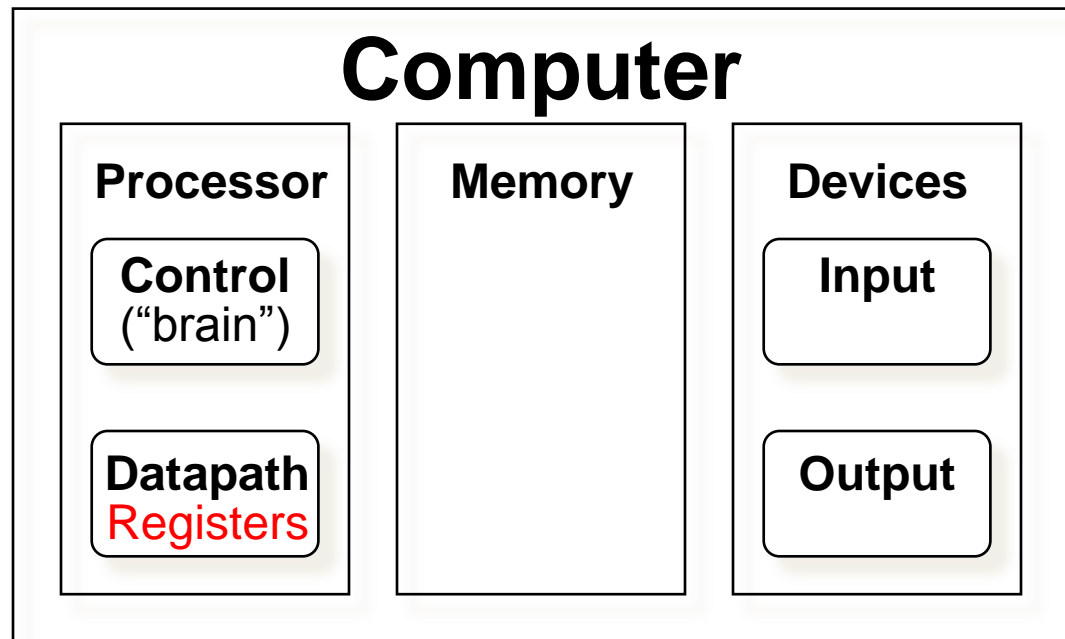 Computer
Processor
Control
(“brain”)
Datapath
Registers
Memory
Devices
Input
Output